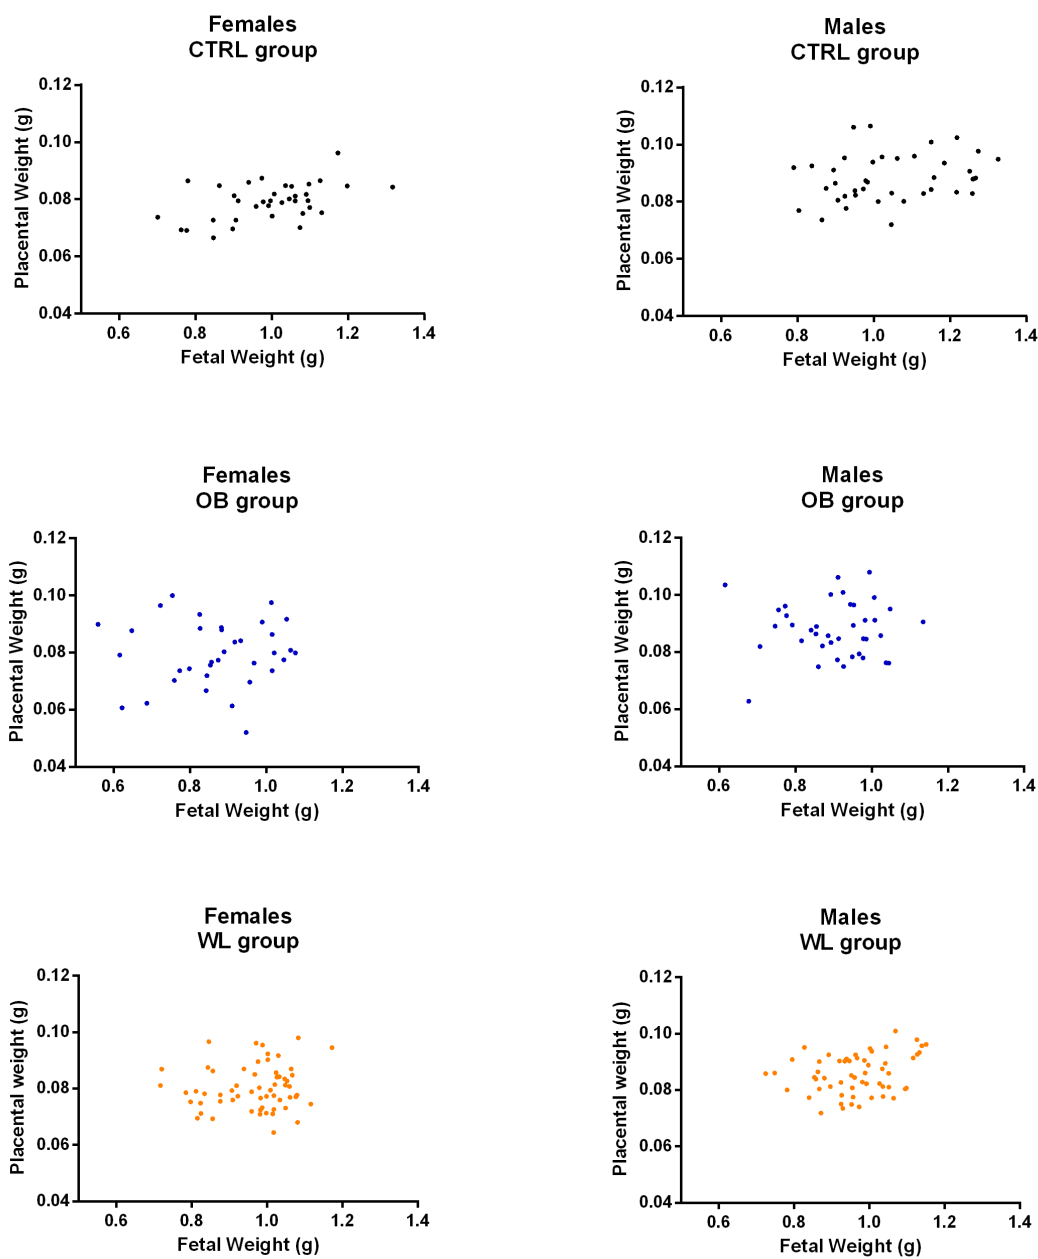 Females
CTRL group
0.12
0.10
0.08
0.06
0.04
Placental Weight (g)
0.6 0.8 1.0 1.2 1.4
Fetal Weight (g)
Males
CTRL group
0.12
0.10
0.08
0.06
0.04
Placental Weight (g)
0.6 0.8 1.0 1.2 1.4
Fetal Weight (g)
Females
OB group
0.12
0.10
0.08
0.06
0.04
Placental Weight (g)
0.6 0.8 1.0 1.2 1.4
Fetal Weight (g)
Males
OB group
0.12
0.10
0.08
0.06
0.04
Placental Weight (g)
0.6 0.8 1.0 1.2 1.4
Fetal Weight (g)
Females
WL group
0.12
0.10
0.08
0.06
0.04
Placental weight (g)
0.6 0.8 1.0 1.2 1.4
Fetal Weight (g)
Males
WL group
0.12
0.10
0.08
0.06
0.04
Placental weight (g)
0.6 0.8 1.0 1.2 1.4
Fetal Weight (g)